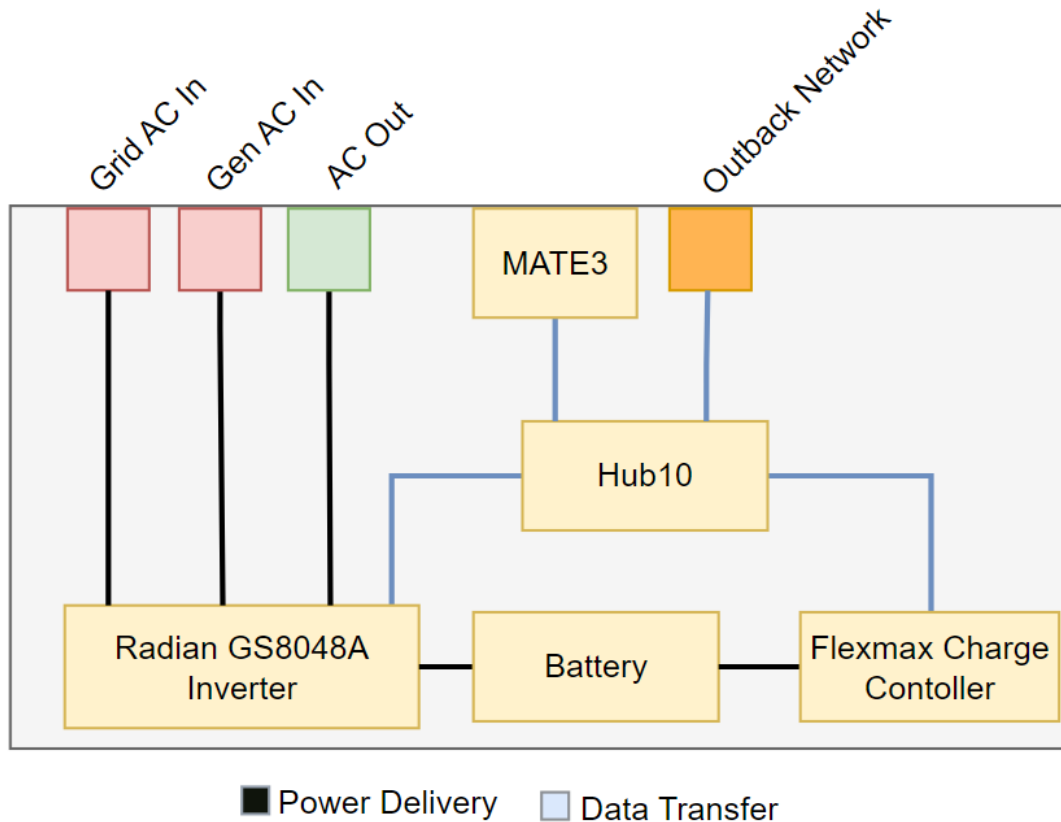 Grid AC In
Gen AC In
AC Out
Outback Network
MATE3
Hub10
Radian GS8048A
Inverter
Battery
Flexmax Charge
Contoller
Power Delivery
Data Transfer